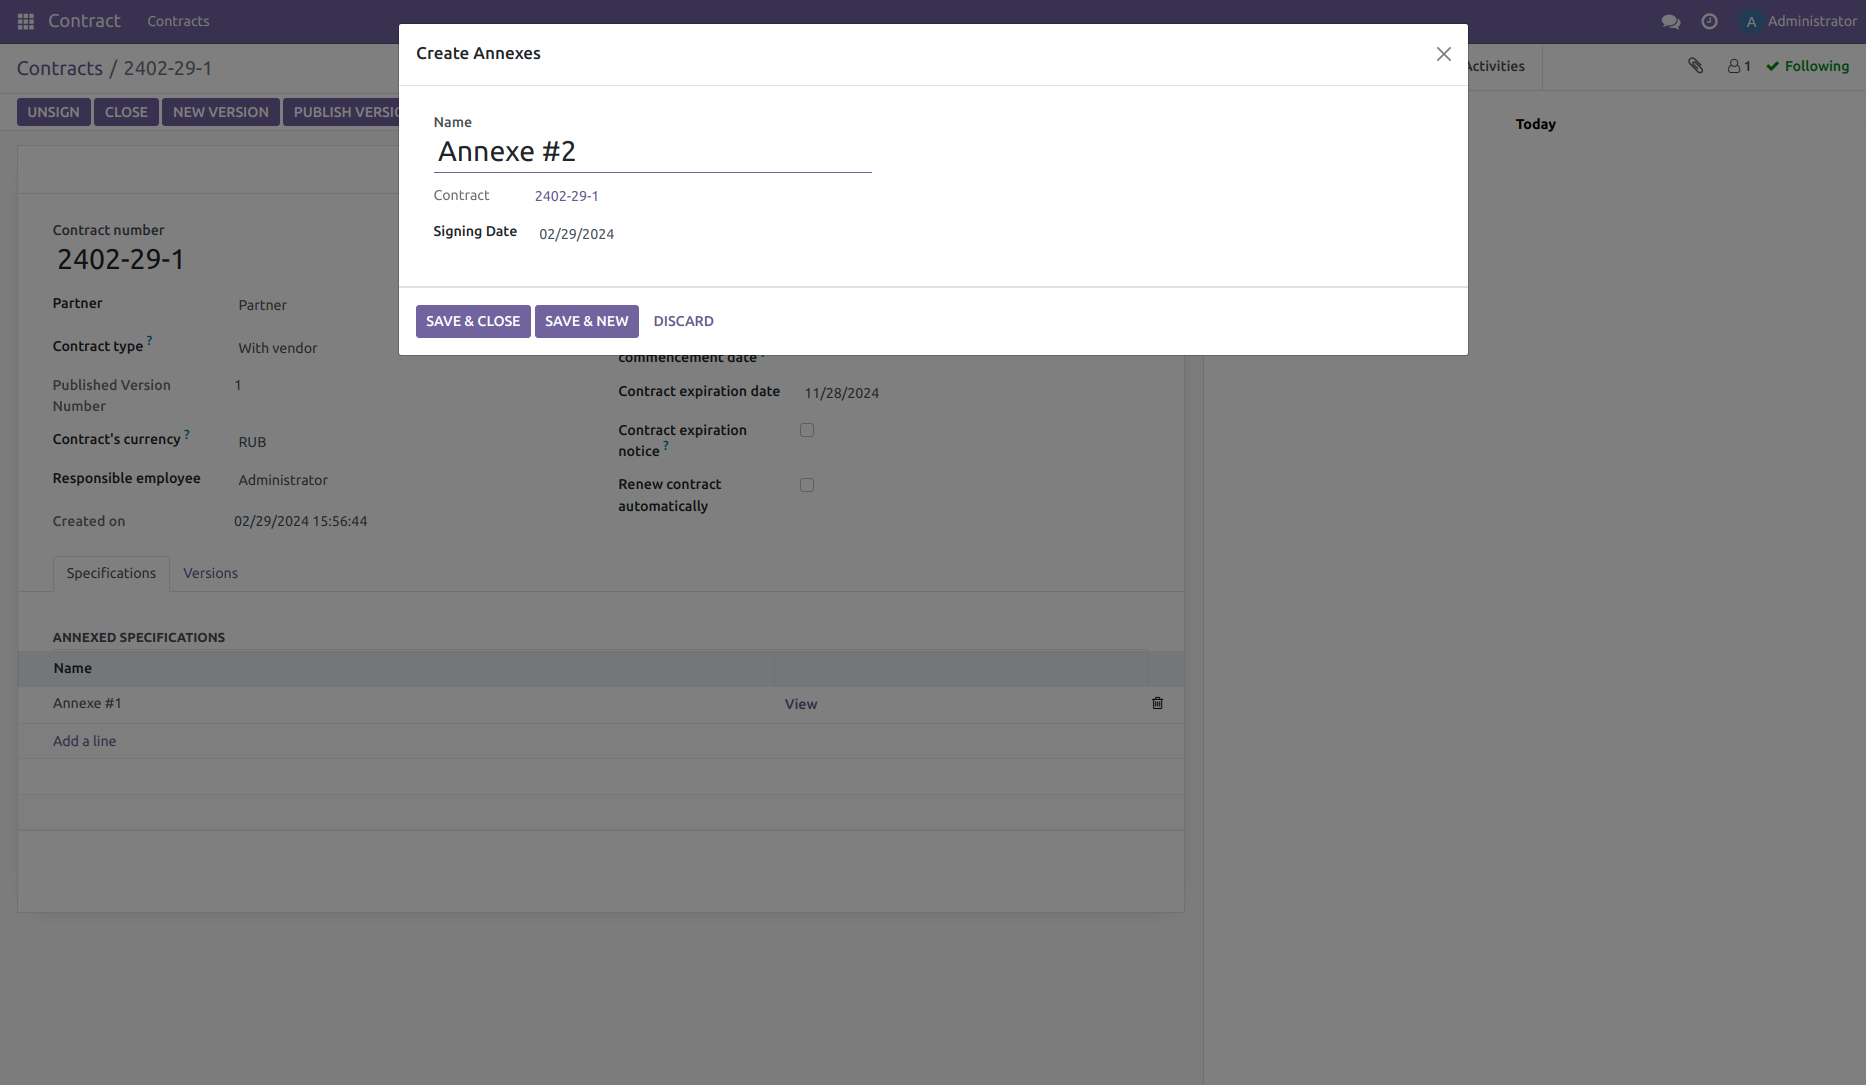 Contract Contracts A Administrator
Create Annexes
Contracts / 2402-29-1
Activities 1 Following
UNSIGN CLOSE NEW VERSION PUBLISH
Today
Name
Annexe #2
Contract 2402-29-1
Signing Date 02/29/2024
SAVE & CLOSE SAVE & NEW DISCARD
Contract number
2402-29-1
Partner Partner
Contract type ? With vendor
Published Version
Number
1
Contract's currency ? RUB
Responsible employee Administrator
Created on 02/29/2024 15:56:44
commencement date
Contract expiration date 11/28/2024
Contract expiration
notice ?
Renew contract
automatically
Specifications Versions
ANNEXED SPECIFICATIONS
Name
Annexe #1 View
Add a line